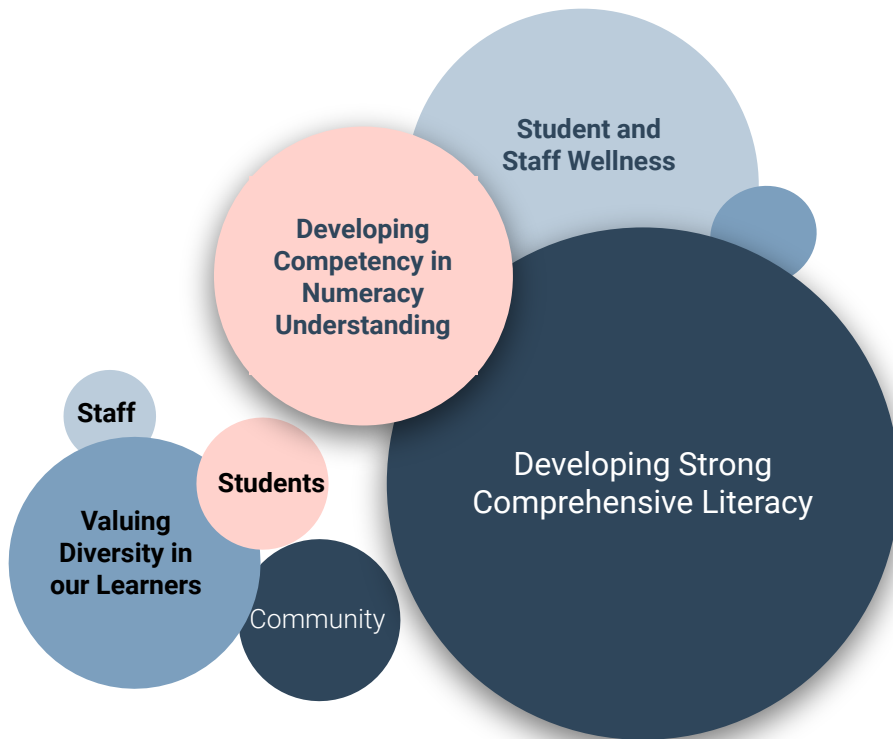 Student and
Staff Wellness
Developing
Competency in
Numeracy
Understanding
Staff
Students
Developing Strong
Comprehensive Literacy
Valuing
Diversity in
our Learners
Community